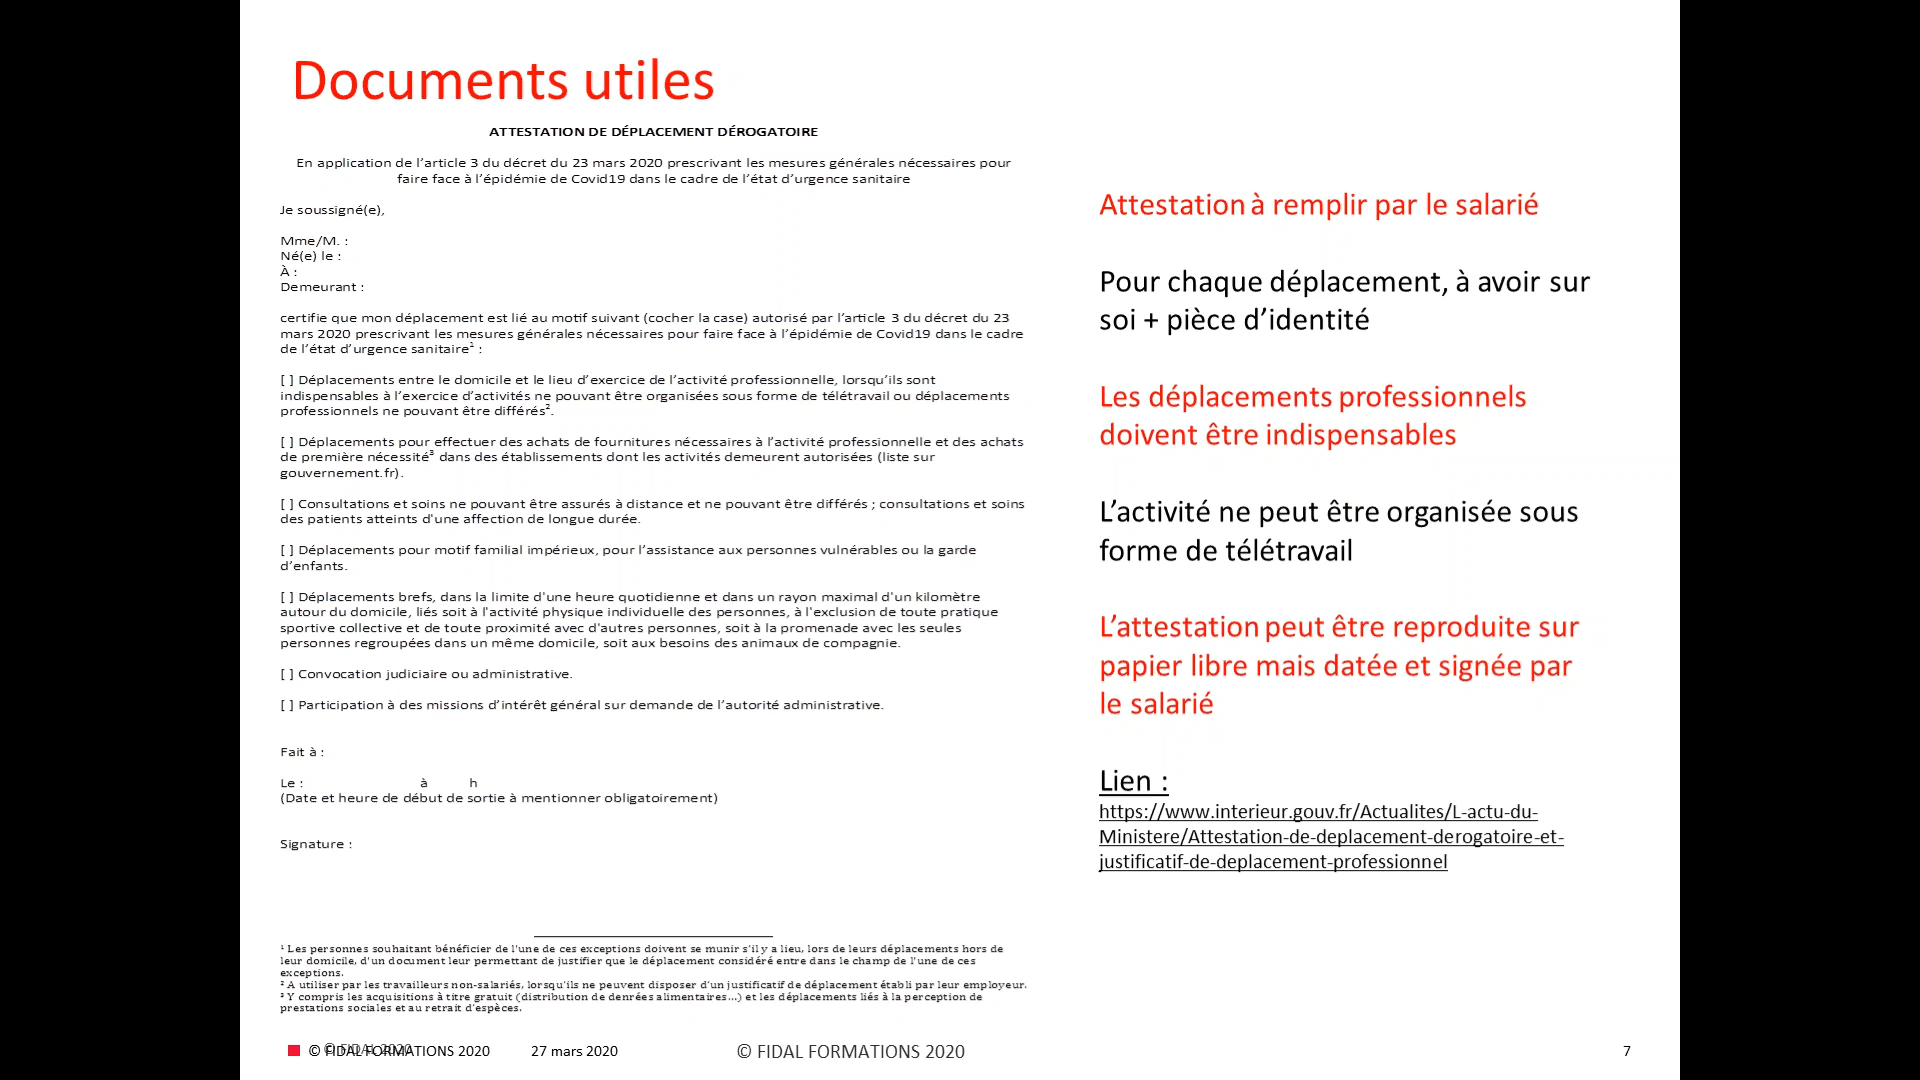 Documents utiles
ATTESTATION DE DÉPLACEMENT DÉROGATOIRE
En application de l’article 3 du décret du 23 mars 2020 prescrivant les mesures générales nécessaires pour
faire face à l’épidémie de Covid19 dans le cadre de l’état d’urgence sanitaire
Je soussigné(e),
Mme/M. :
Né(e) le :
À :
Demeurant :
certifie que mon déplacement est lié au motif suivant (cocher la case) autorisé par l’article 3 du décret du 23
mars 2020 prescrivant les mesures générales nécessaires pour faire face à l’épidémie de Covid19 dans le cadre
de l’état d’urgence sanitaire¹ :
[ ] Déplacements entre le domicile et le lieu d’exercice de l’activité professionnelle, lorsqu’ils sont
indispensables à l’exercice d’activités ne pouvant être organisées sous forme de télétravail ou déplacements
professionnels ne pouvant être différés².
[ ] Déplacements pour effectuer des achats de fournitures nécessaires à l’activité professionnelle et des achats
de première nécessité³ dans des établissements dont les activités demeurent autorisées (liste sur
gouvernement.fr).
[ ] Consultations et soins ne pouvant être assurés à distance et ne pouvant être différés ; consultations et soins
des patients atteints d'une affection de longue durée.
[ ] Déplacements pour motif familial impérieux, pour l’assistance aux personnes vulnérables ou la garde
d’enfants.
[ ] Déplacements brefs, dans la limite d'une heure quotidienne et dans un rayon maximal d'un kilomètre
autour du domicile, liés soit à l'activité physique individuelle des personnes, à l'exclusion de toute pratique
sportive collective et de toute proximité avec d'autres personnes, soit à la promenade avec les seules
personnes regroupées dans un même domicile, soit aux besoins des animaux de compagnie.
[ ] Convocation judiciaire ou administrative.
[ ] Participation à des missions d’intérêt général sur demande de l’autorité administrative.
Fait à :
Le : à h
(Date et heure de début de sortie à mentionner obligatoirement)
Signature :
¹ Les personnes souhaitant bénéficier de l'une de ces exceptions doivent se munir s'il y a lieu, lors de leurs déplacements hors de
leur domicile, d'un document leur permettant de justifier que le déplacement considéré entre dans le champ de l'une de ces
exceptions.
² A utiliser par les travailleurs non-salariés, lorsqu'ils ne peuvent disposer d'un justificatif de déplacement établi par leur employeur.
³ Y compris les acquisitions à titre gratuit (distribution de denrées alimentaires...) et les déplacements liés à la perception de
prestations sociales et au retrait d'espèces.
Attestation à remplir par le salarié
Pour chaque déplacement, à avoir sur
soi + pièce d’identité
Les déplacements professionnels
doivent être indispensables
L’activité ne peut être organisée sous
forme de télétravail
L’attestation peut être reproduite sur
papier libre mais datée et signée par
le salarié
Lien :
https://www.interieur.gouv.fr/Actualites/L-actu-du-
Ministere/Attestation-de-deplacement-derogatoire-et-
justificatif-de-deplacement-professionnel
© FIDAL FORMATIONS 2020
© FIDAL 2020
27 mars 2020
© FIDAL FORMATIONS 2020
7